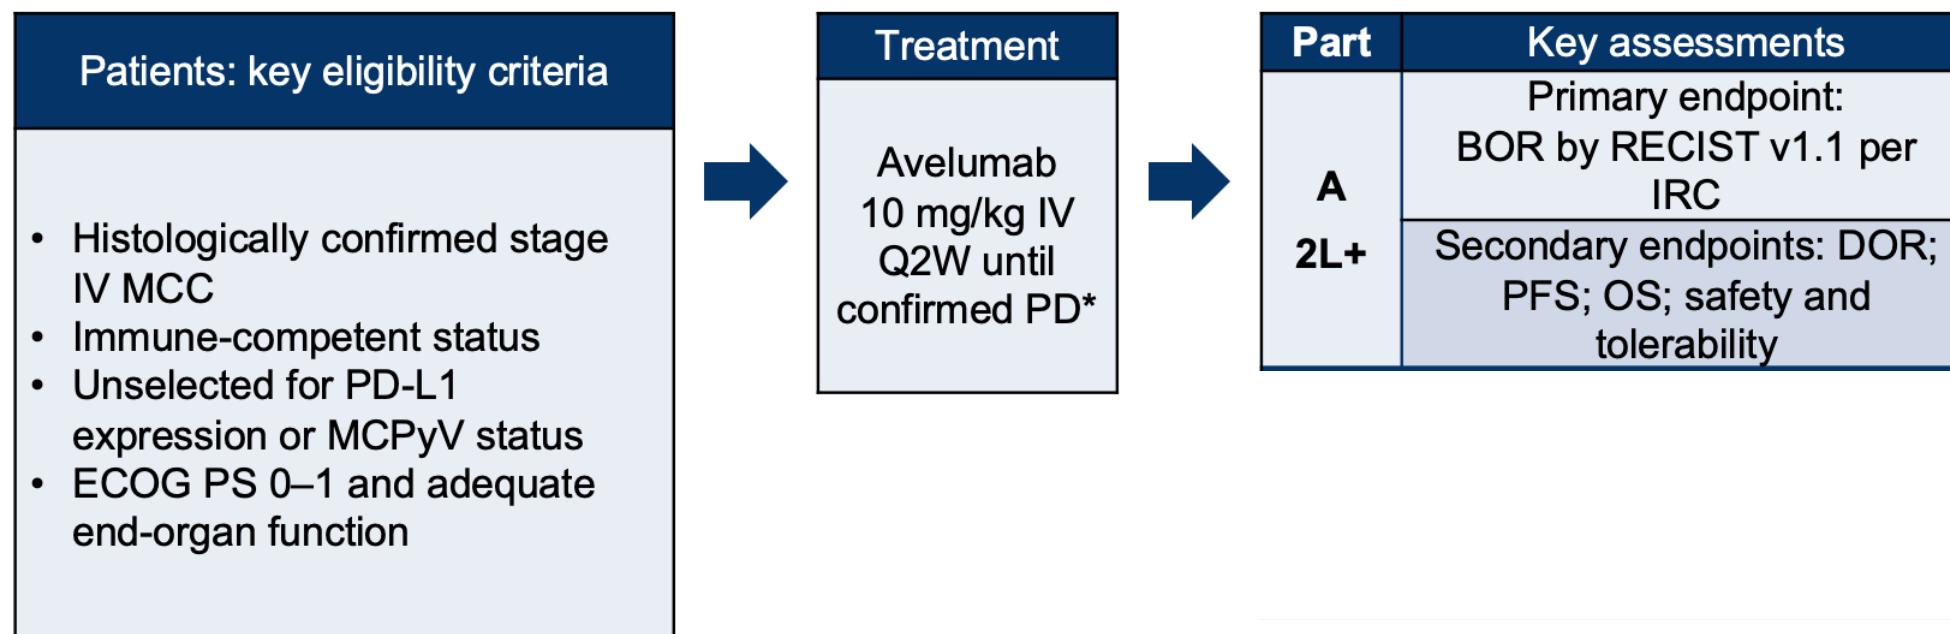 Patients: key eligibility criteria
• Histologically confirmed stage
IV MCC
• Immune-competent status
• Unselected for PD-L1
expression or MCPyV status
• ECOG PS 0–1 and adequate
end-organ function
Treatment
Avelumab
10 mg/kg IV
Q2W until
confirmed PD*
Part
Key assessments
A
2L+
Primary endpoint:
BOR by RECIST v1.1 per
IRC
Secondary endpoints: DOR;
PFS; OS; safety and
tolerability